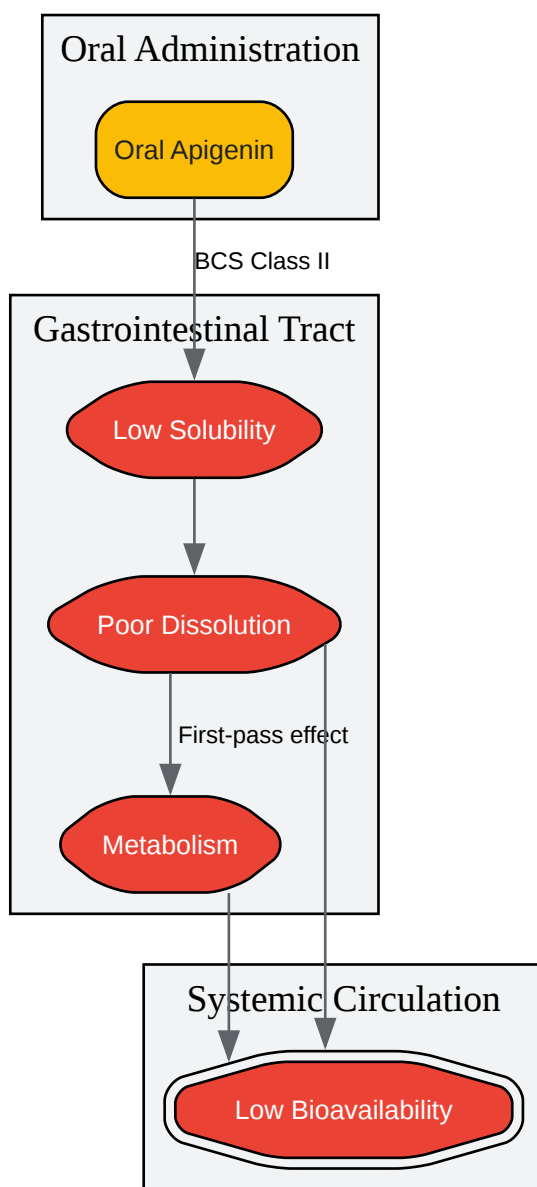 Oral Administration
Oral Apigenin
BCS Class II
Gastrointestinal Tract
Low Solubility
Poor Dissolution
First-pass effect
Metabolism
Systemic Circulation
Low Bioavailability